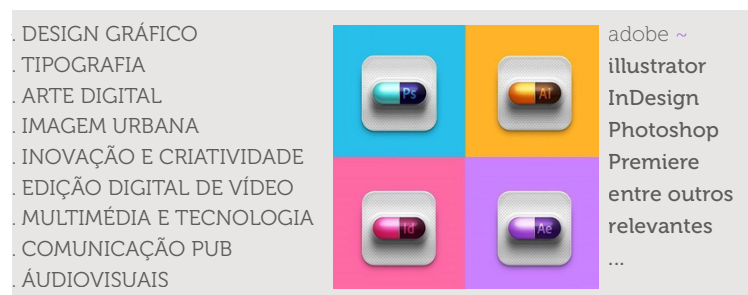 . DESIGN GRÁFICO
. TIPOGRAFIA
. ARTE DIGITAL
. IMAGEM URBANA
. INOVAÇÃO E CRIATIVIDADE
. EDIÇÃO DIGITAL DE VÍDEO
. MULTIMÉDIA E TECNOLOGIA
. COMUNICAÇÃO PUB
. ÁUDIOVISUAIS
Ps
AI
Id
Ae
adobe ~
illustrator
InDesign
Photoshop
Premiere
entre outros
relevantes
...